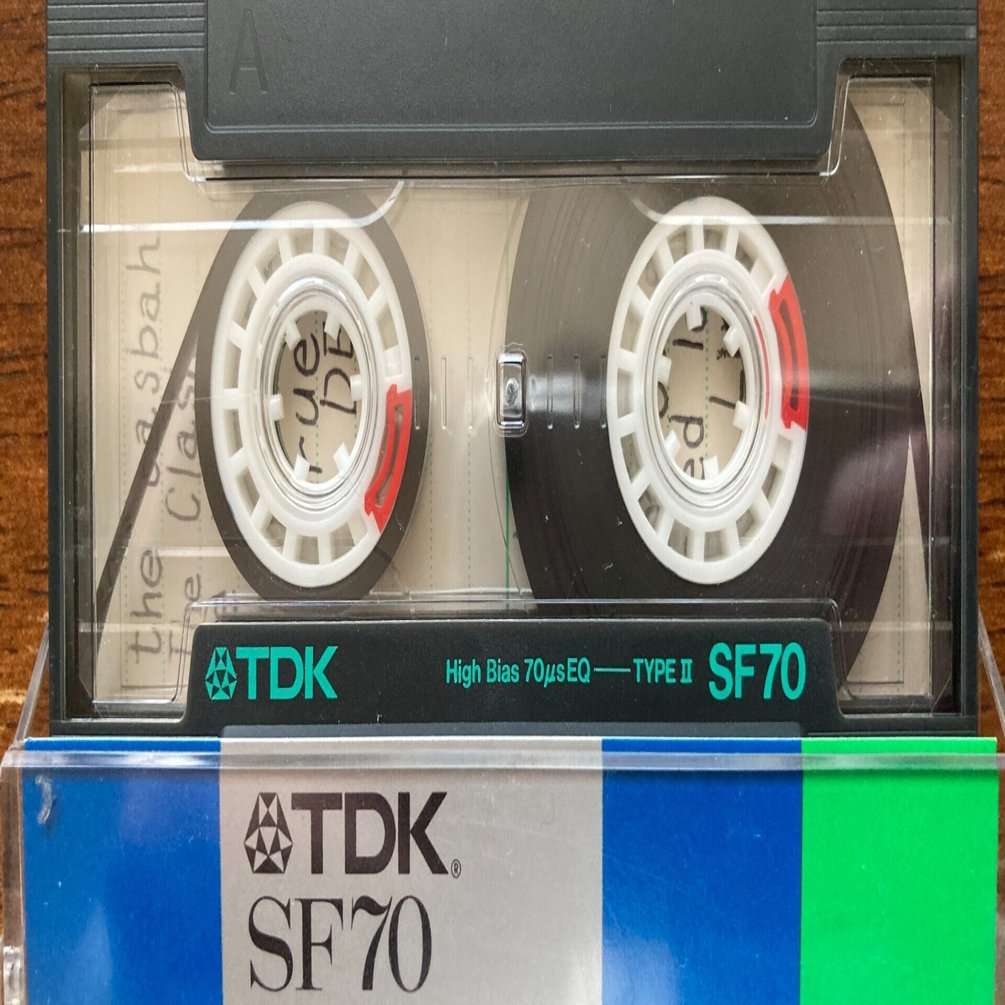 A
the casbah
The Clash
TDK
High Bias 70µs EQ — TYPE II
SF70
TDK®
SF70